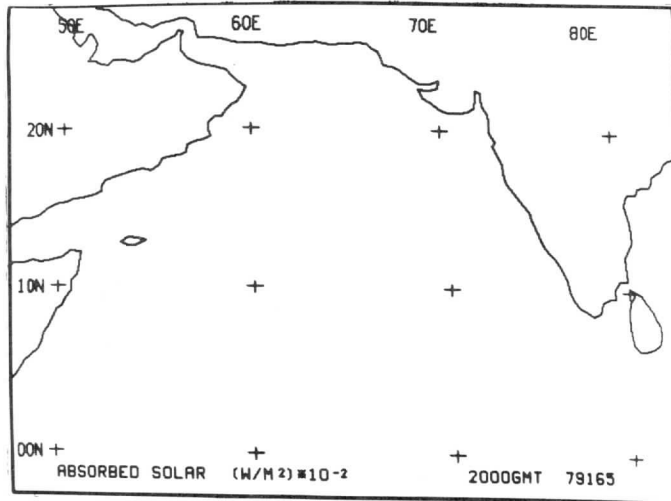 50E 60E 70E 80E
20N
10N
00N
ABSORBED SOLAR (W/M²)*10⁻² 2000GMT 79165